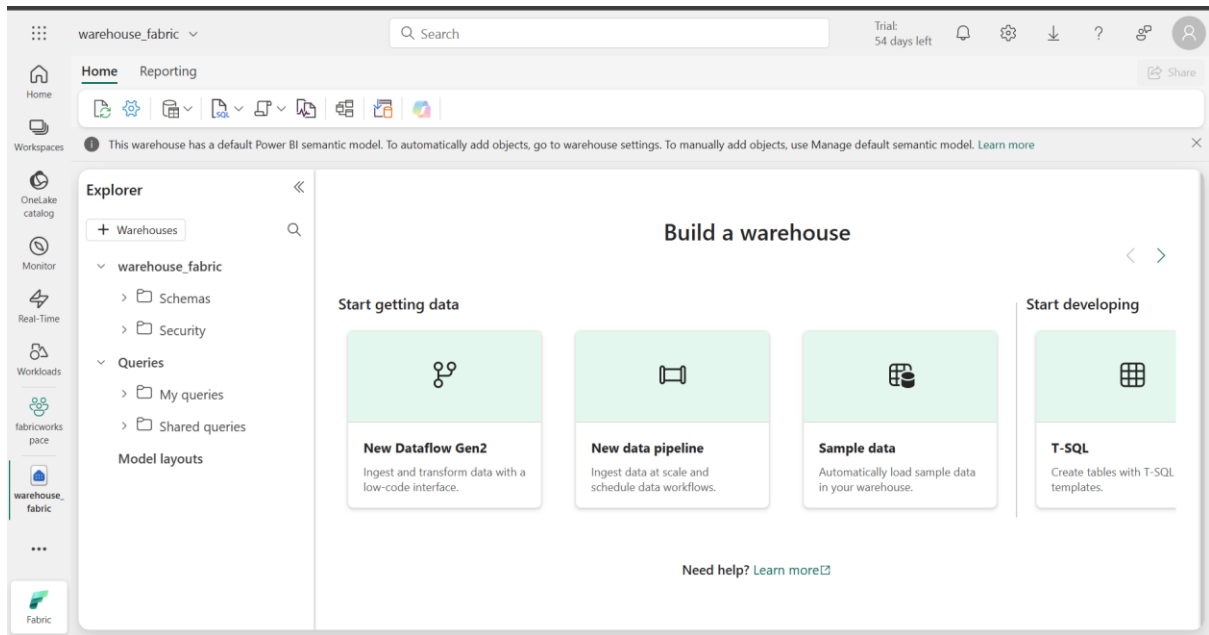 warehouse_fabric
Search
Trial:
54 days left
Home
Reporting
Share
SQL
This warehouse has a default Power BI semantic model. To automatically add objects, go to warehouse settings. To manually add objects, use Manage default semantic model. Learn more
Home
Workspaces
OneLake
catalog
Monitor
Real-Time
Workloads
fabricworks
pace
warehouse_
fabric
Fabric
Explorer
+ Warehouses
warehouse_fabric
Schemas
Security
Queries
My queries
Shared queries
Model layouts
Build a warehouse
Start getting data
New Dataflow Gen2
Ingest and transform data with a
low-code interface.
New data pipeline
Ingest data at scale and
schedule data workflows.
Sample data
Automatically load sample data
in your warehouse.
Start developing
T-SQL
Create tables with T-SQL
templates.
Need help? Learn more